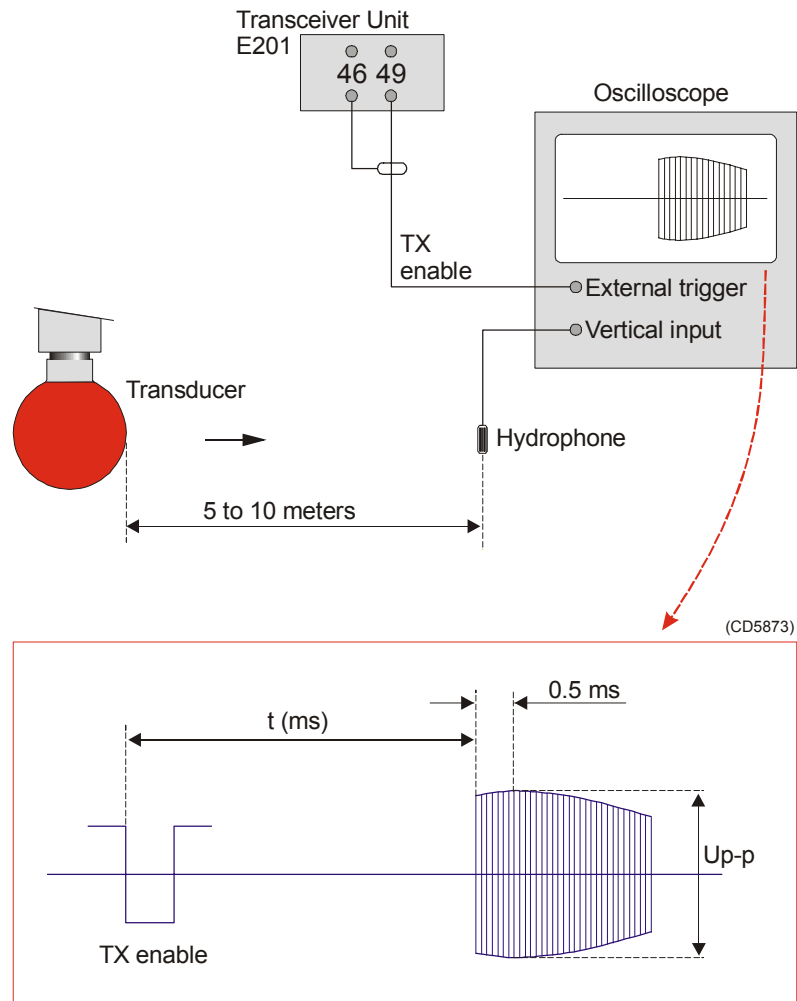 Transceiver Unit
E201
46 49
Oscilloscope
TX
enable
External trigger
Vertical input
Transducer
Hydrophone
5 to 10 meters
(CD5873)
0.5 ms
t (ms)
Up-p
TX enable